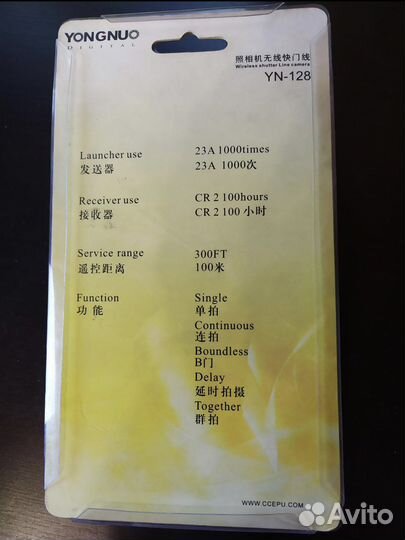 YONGNUO
DIGITAL
照相机无线快门线
Wireless shutter Line camera
YN-128
Launcher use 23A 1000times
发送器 23A 1000次
Receiver use CR 2 100hours
接收器 CR 2 100 小时
Service range 300FT
遥控距离 100米
Function Single
功能 单拍
Continuous
连拍
Boundless
B门
Delay
延时拍摄
Together
群拍
WWW.CCEPU.COM
Avito